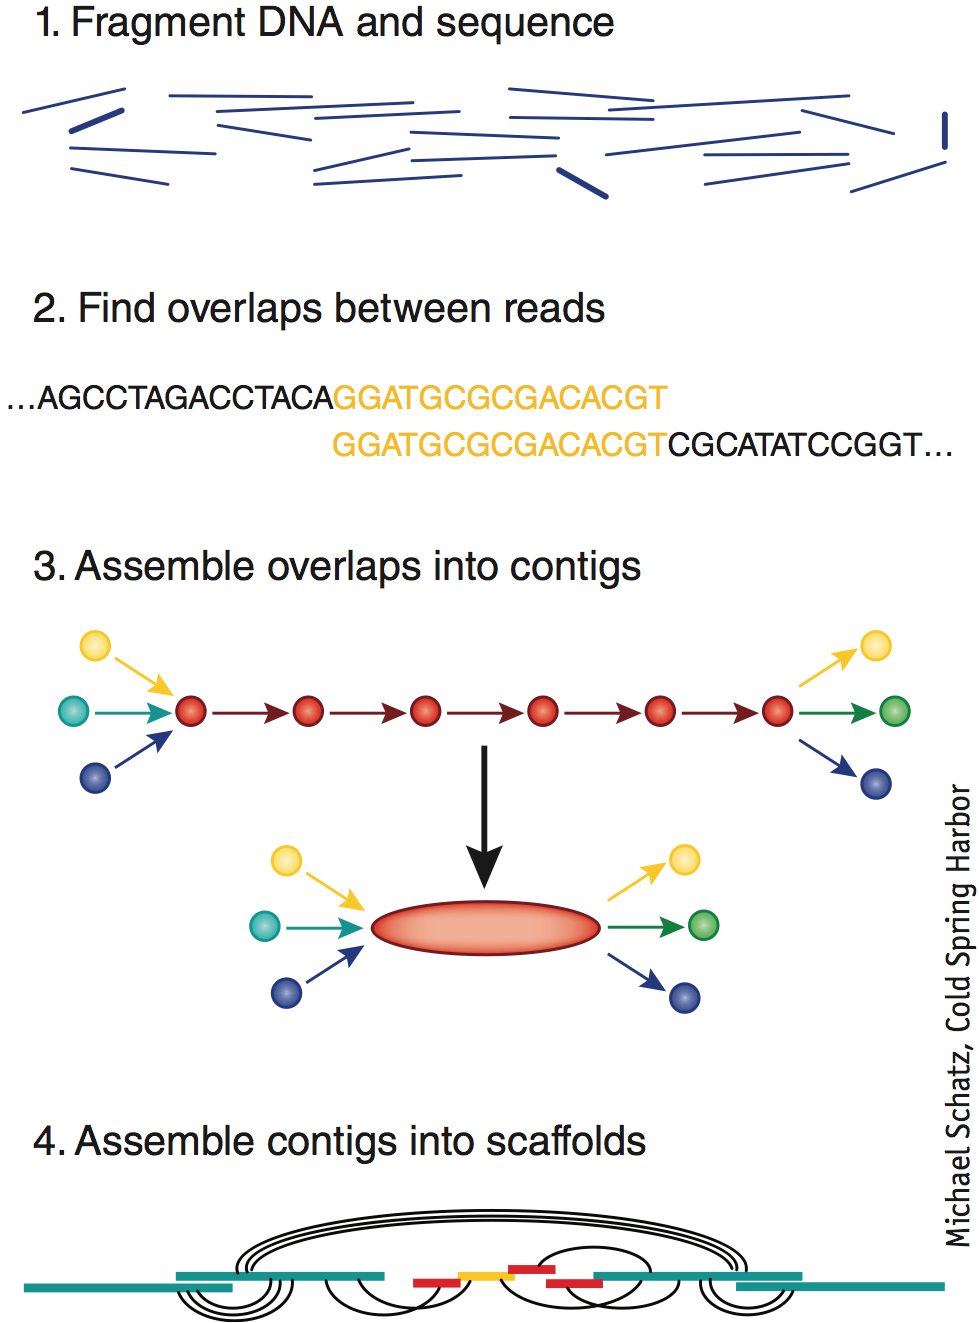 1. Fragment DNA and sequence
2. Find overlaps between reads
...AGCCTAGACCTACAGGATGCGCGACACGT
GGATGCGCGACACGTCGCATATCCGGT...
3. Assemble overlaps into contigs
4. Assemble contigs into scaffolds
Michael Schatz, Cold Spring Harbor